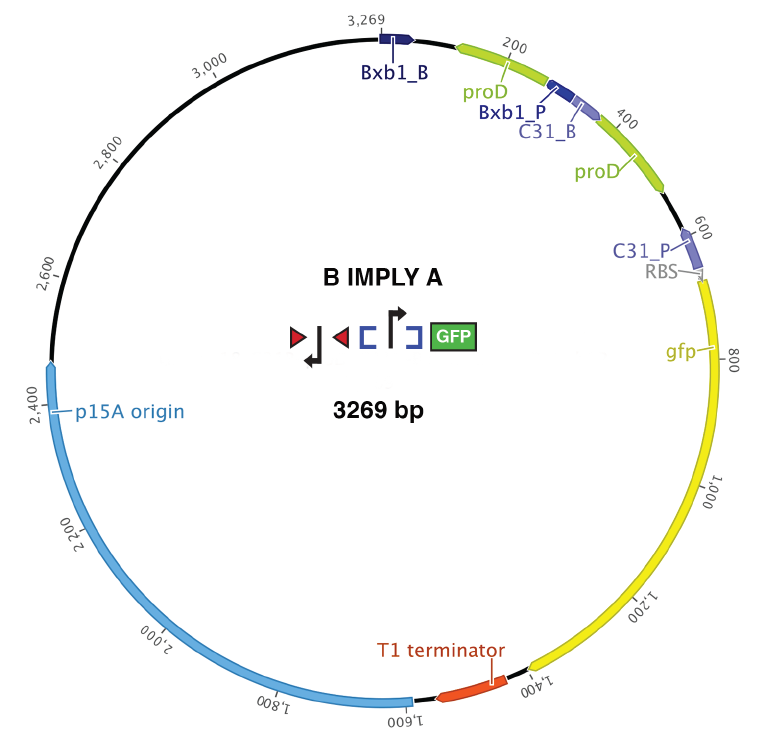 3,269
Bxb1_B
200
proD
Bxb1_P
C31_B
400
proD
600
C31_P
RBS
gfp
800
1,000
1,200
1,400
T1 terminator
1,600
1,800
2,000
2,200
2,400
p15A origin
2,600
2,800
3,000
B IMPLY A
GFP
3269 bp